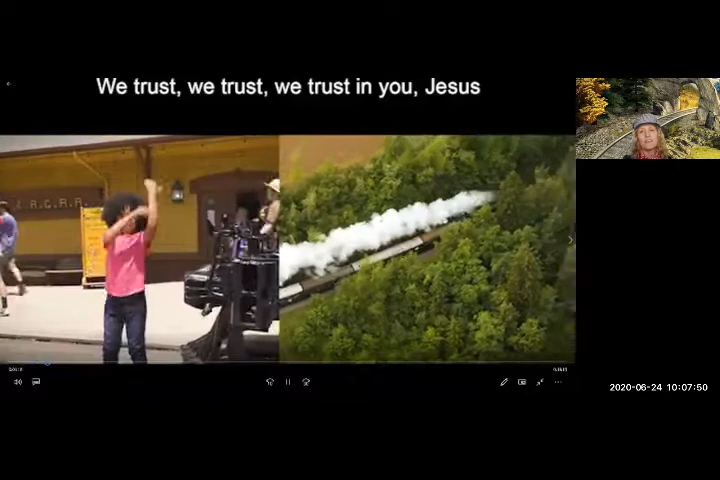 We trust, we trust, we trust in you, Jesus
2020-06-24 10:07:50